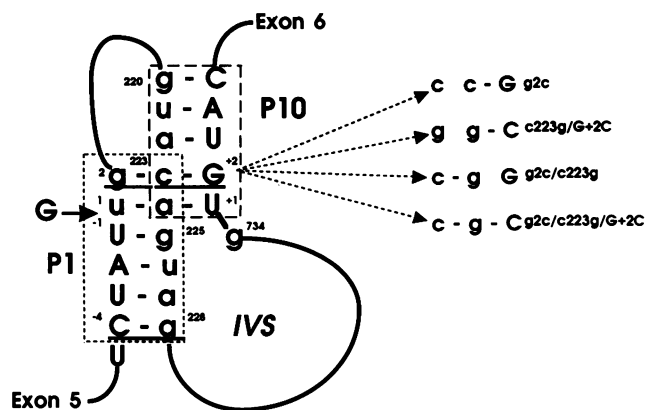 Exon 6
220 g - C
u - A P10
a - U
c c - G g2c
g g - C c223g/G+2C
c - g G g2c/c223g
c - g - C g2c/c223g/G+2C
2 g - 223 c - G +2
1 u - a - U +1
G
-1 U - g 225 g 734
P1 A - u
U - a IVS
-4 C - g 228
U
Exon 5